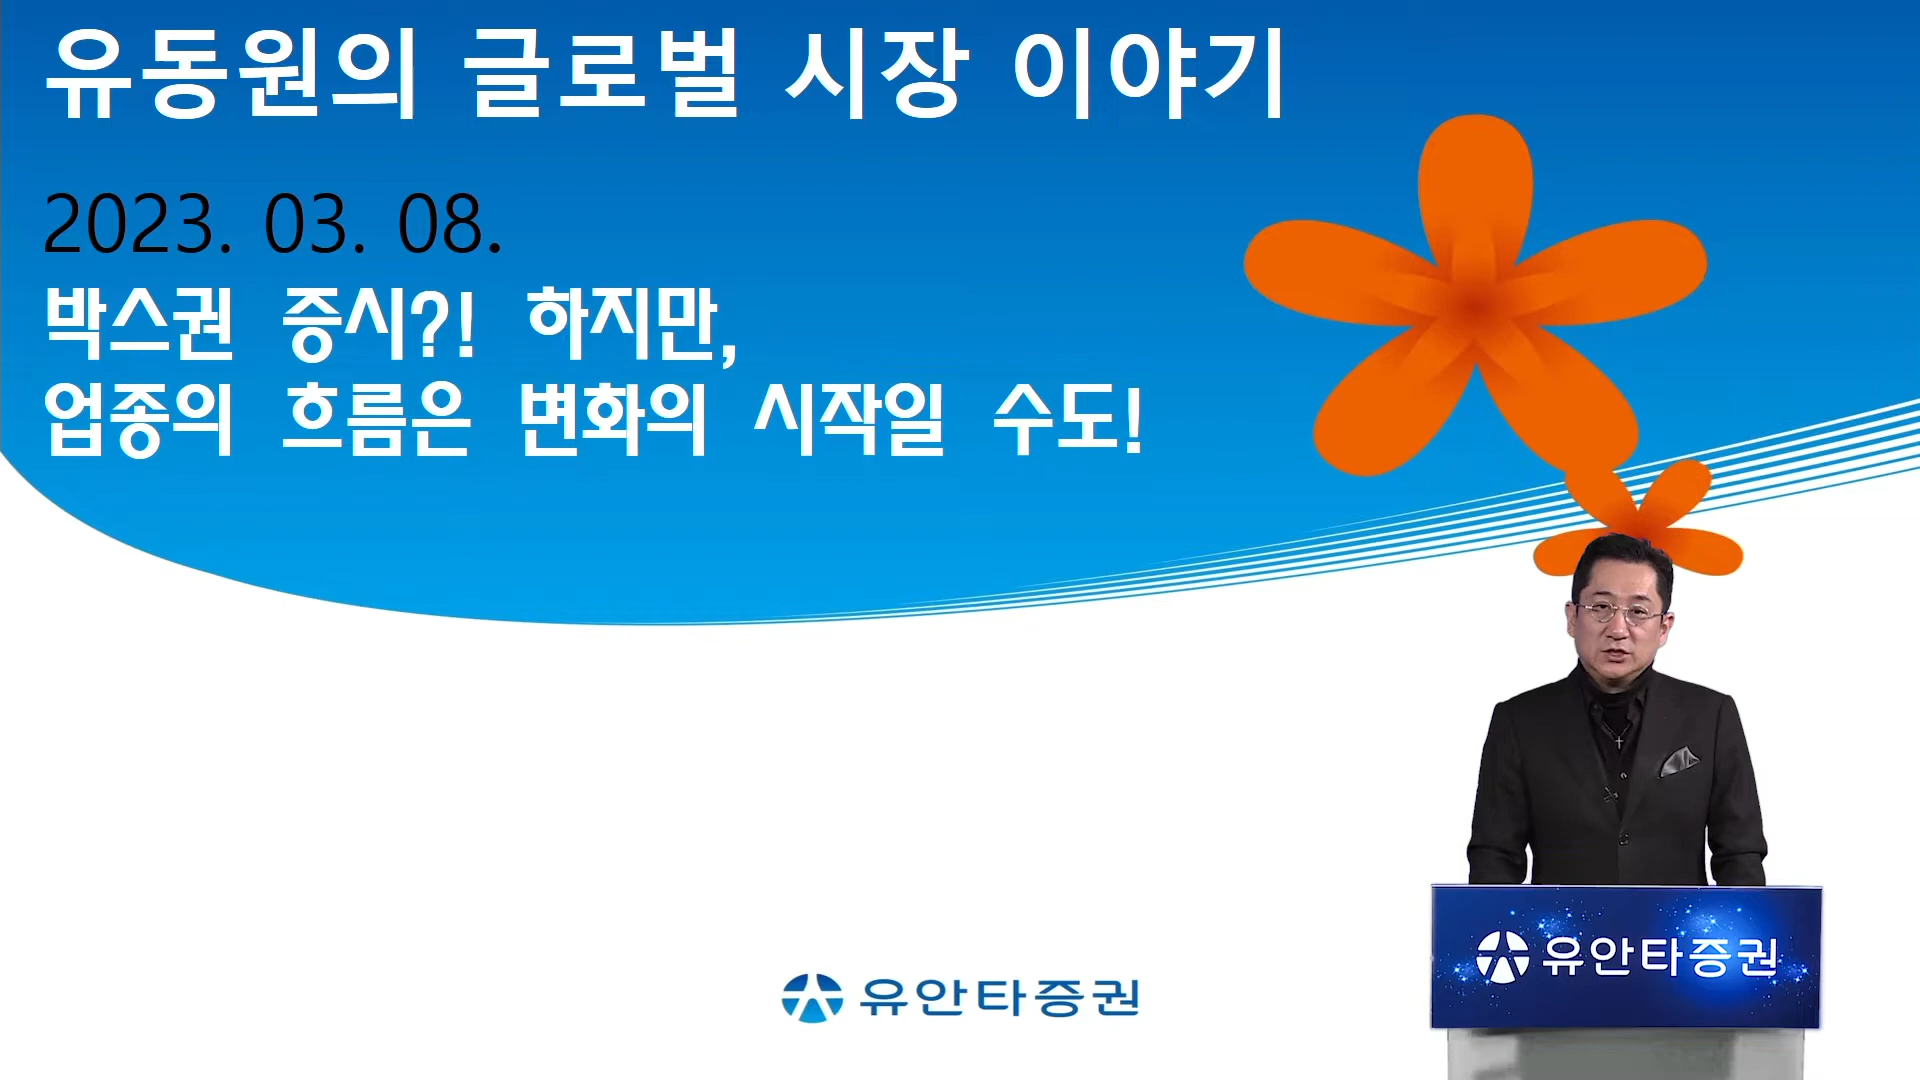 유동원의 글로벌 시장 이야기
2023. 03. 08.
박스권 증시?! 하지만,
업종의 흐름은 변화의 시작일 수도!
유안타증권
유안타증권